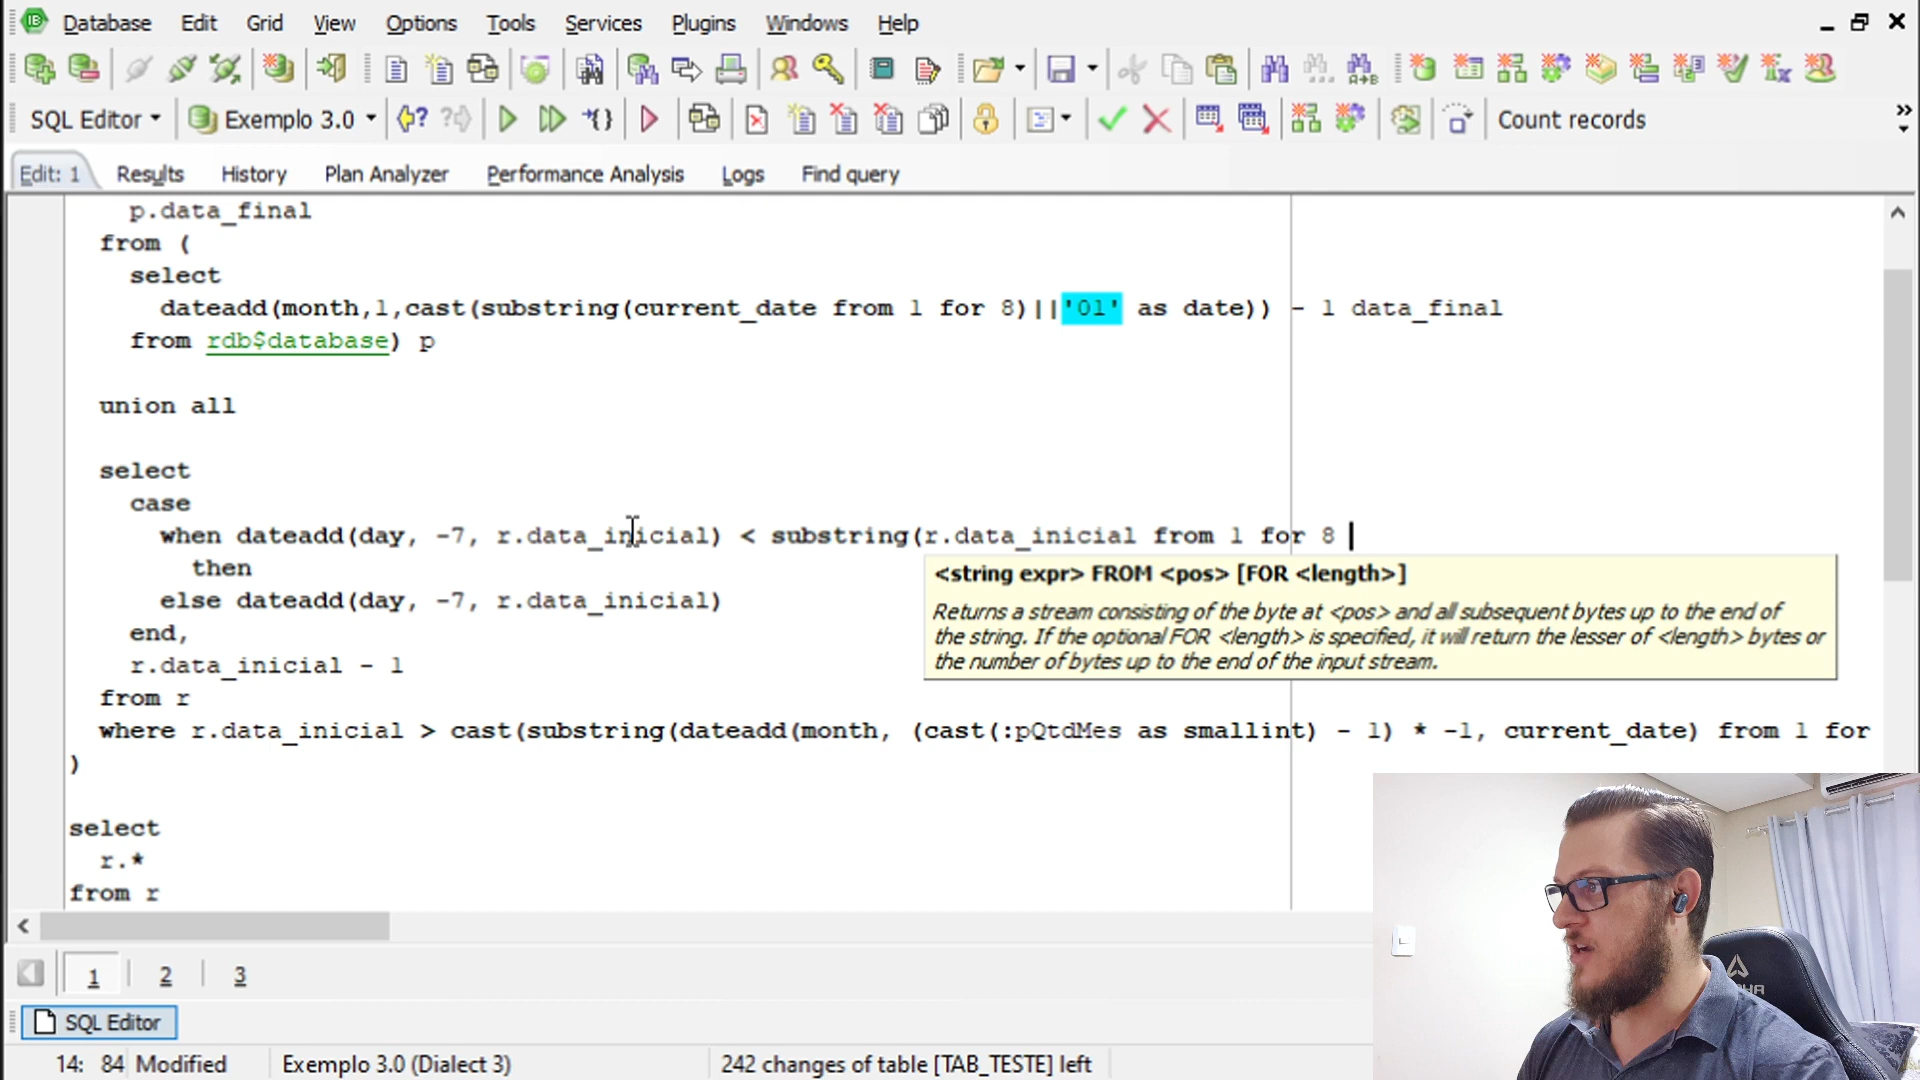 Database Edit Grid View Options Tools Services Plugins Windows Help
SQL Editor Exemplo 3.0 Count records
Edit: 1 Results History Plan Analyzer Performance Analysis Logs Find query
p.data_final
from (
select
dateadd(month,1,cast(substring(current_date from 1 for 8)||'01' as date)) - 1 data_final
from rdb$database) p
union all
select
case
when dateadd(day, -7, r.data_inicial) < substring(r.data_inicial from 1 for 8
<string expr> FROM <pos> [FOR <length>]
then
Returns a stream consisting of the byte at <pos> and all subsequent bytes up to the end of
else dateadd(day, -7, r.data_inicial)
the string. If the optional FOR <length> is specified, it will return the lesser of <length> bytes or
end,
the number of bytes up to the end of the input stream.
r.data_inicial - 1
from r
where r.data_inicial > cast(substring(dateadd(month, (cast(:pQtdMes as smallint) - 1) * -1, current_date) from 1 for
)
select
r.*
from r
1 2 3
SQL Editor
14: 84 Modified Exemplo 3.0 (Dialect 3) 242 changes of table [TAB_TESTE] left